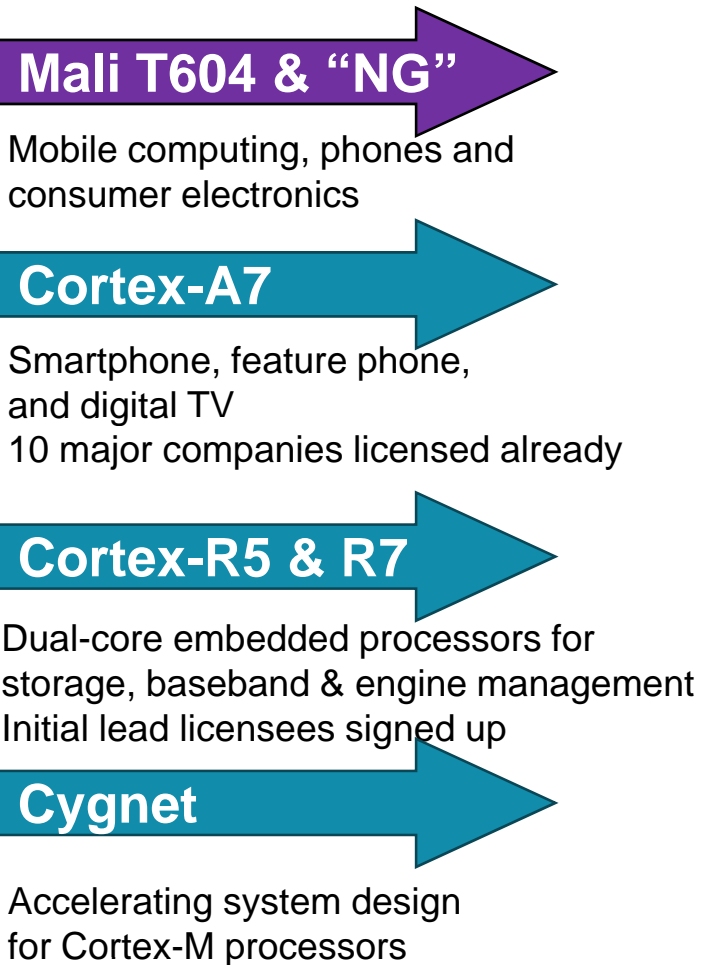 Mali T604 & “NG”
Mobile computing, phones and
consumer electronics
Cortex-A7
Smartphone, feature phone,
and digital TV
10 major companies licensed already
Cortex-R5 & R7
Dual-core embedded processors for
storage, baseband & engine management
Initial lead licensees signed up
Cygnet
Accelerating system design
for Cortex-M processors